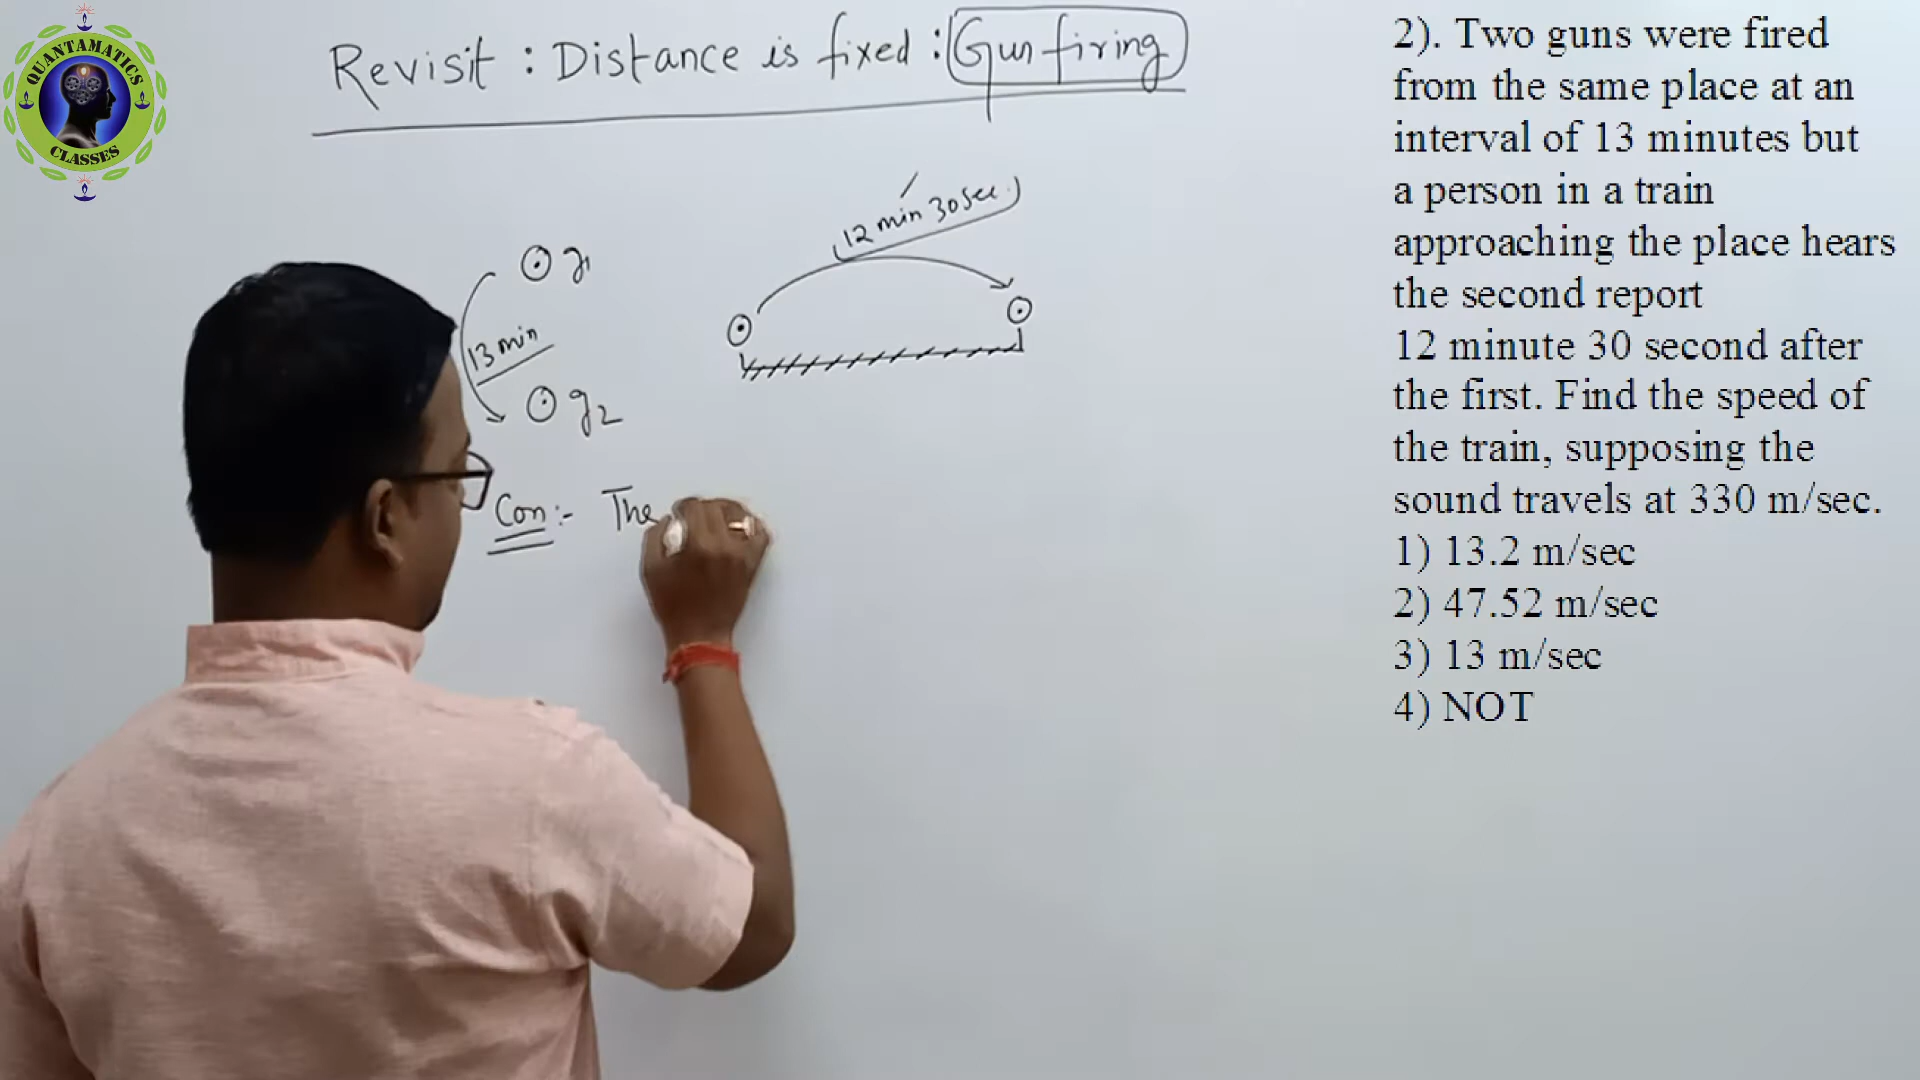 QUANTAMATICS
CLASSES
Revisit : Distance is fixed : Gun firing
g1
13 min
g2
12 min 30 sec
Con :- The
2). Two guns were fired
from the same place at an
interval of 13 minutes but
a person in a train
approaching the place hears
the second report
12 minute 30 second after
the first. Find the speed of
the train, supposing the
sound travels at 330 m/sec.
1) 13.2 m/sec
2) 47.52 m/sec
3) 13 m/sec
4) NOT